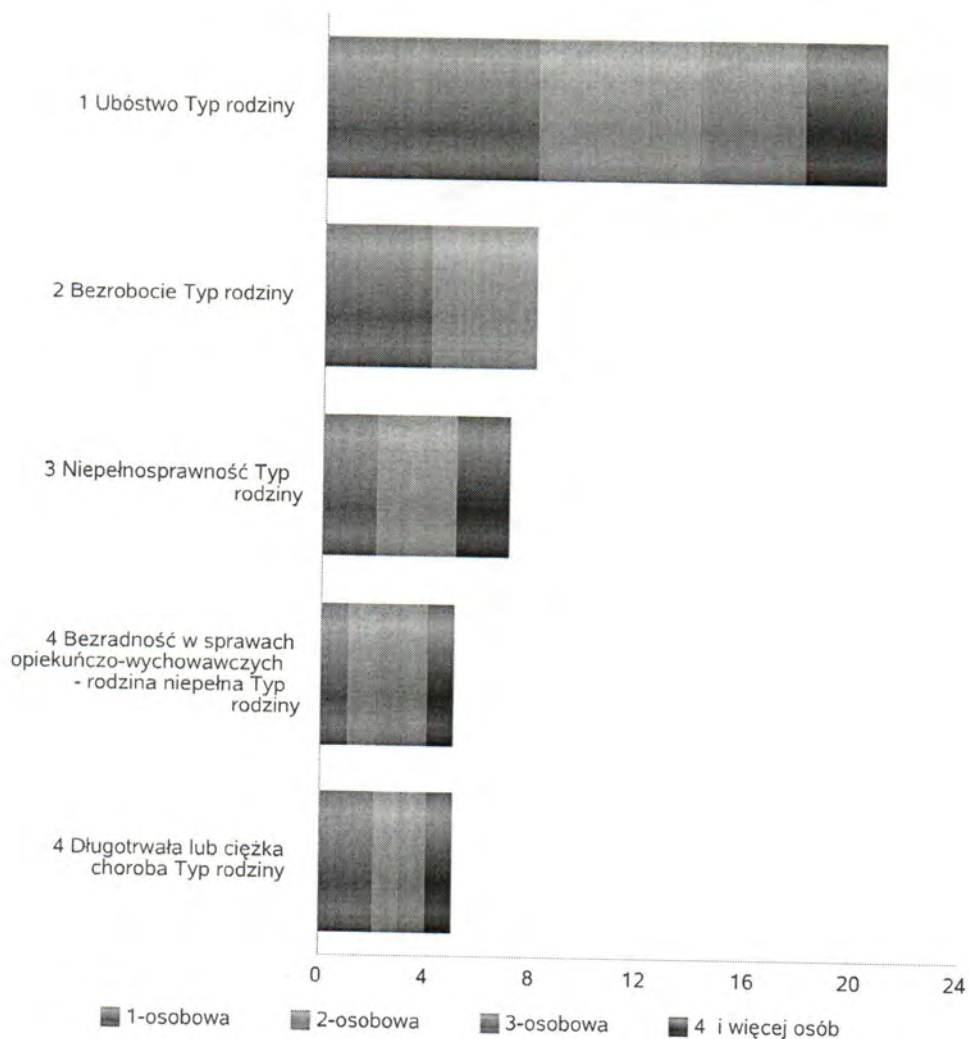 1 Ubóstwo Typ rodziny
2 Bezrobocie Typ rodziny
3 Niepełnosprawność Typ
rodziny
4 Bezradność w sprawach
opiekuńczo-wychowawczych
- rodzina niepełna Typ
rodziny
4 Długotrwała lub ciężka
choroba Typ rodziny
0 4 8 12 16 20 24
1-osobowa 2-osobowa 3-osobowa 4 i więcej osób